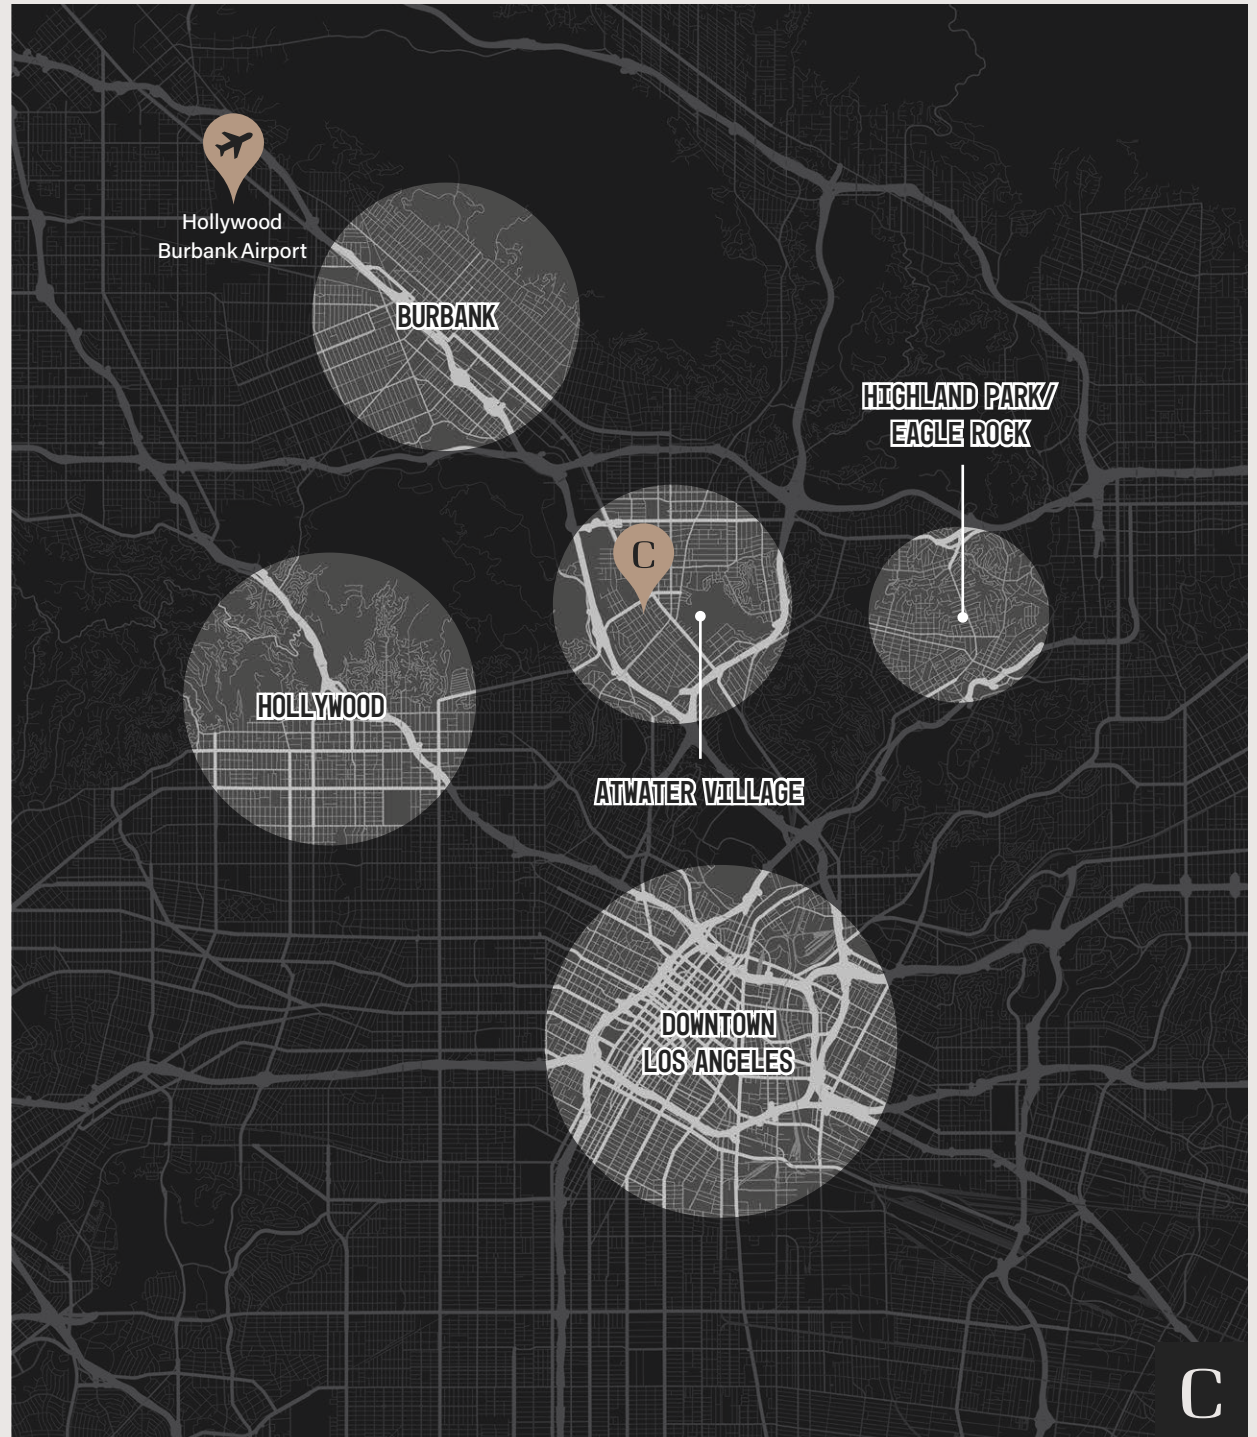 Hollywood
Burbank Airport
BURBANK
HIGHLAND PARK/
EAGLE ROCK
C
HOLLYWOOD
ATWATER VILLAGE
DOWNTOWN
LOS ANGELES
C